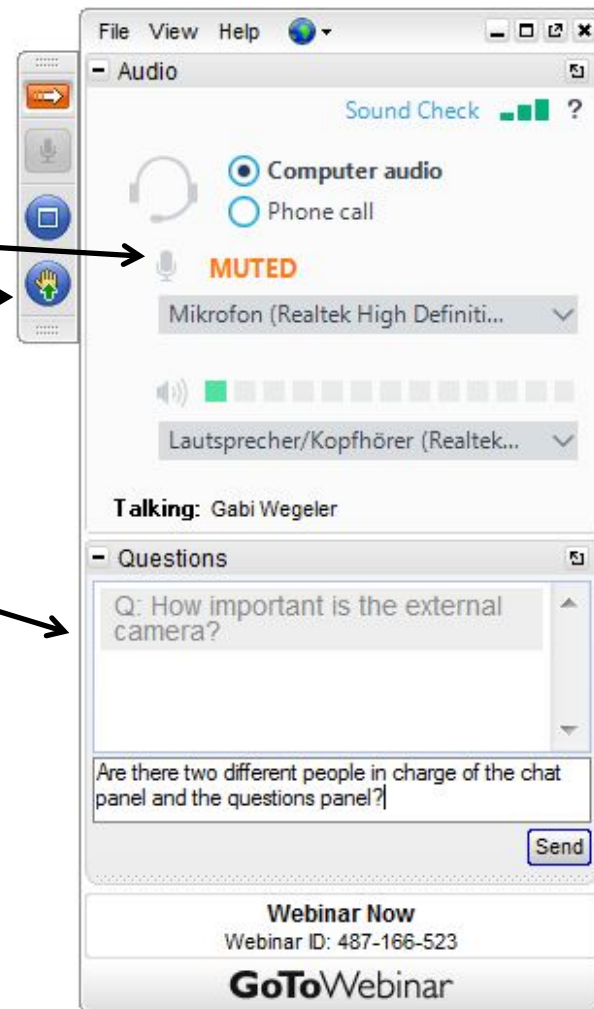 File View Help
Audio
Sound Check ?
Computer audio
Phone call
MUTED
Mikrofon (Realtek High Definiti...
Lautsprecher/Kopfhörer (Realtek...
Talking: Gabi Wegeler
Questions
Q: How important is the external
camera?
Are there two different people in charge of the chat
panel and the questions panel?
Send
Webinar Now
Webinar ID: 487-166-523
GoToWebinar